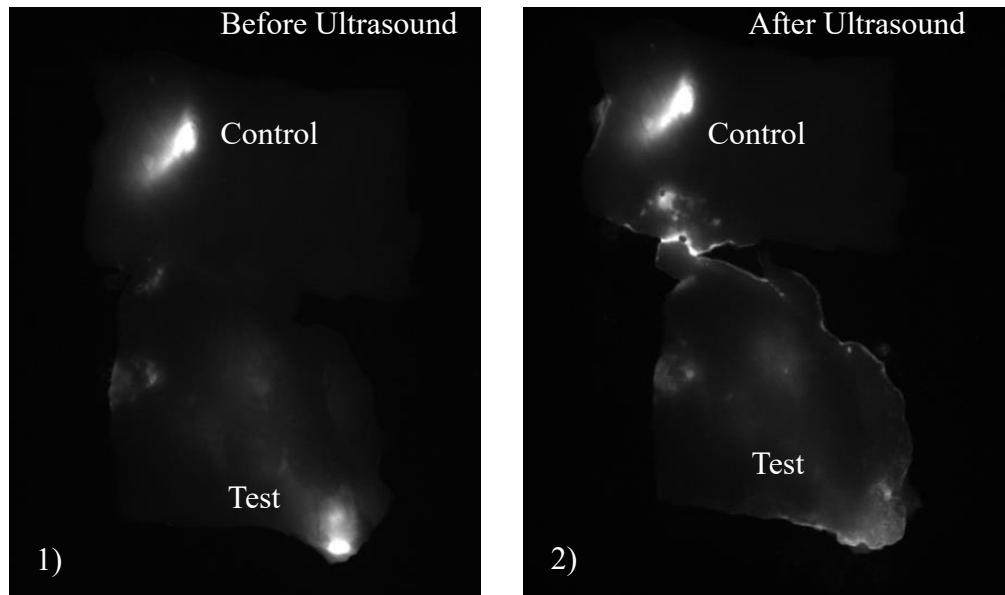 Before Ultrasound
Control
Test
1)
After Ultrasound
Control
Test
2)